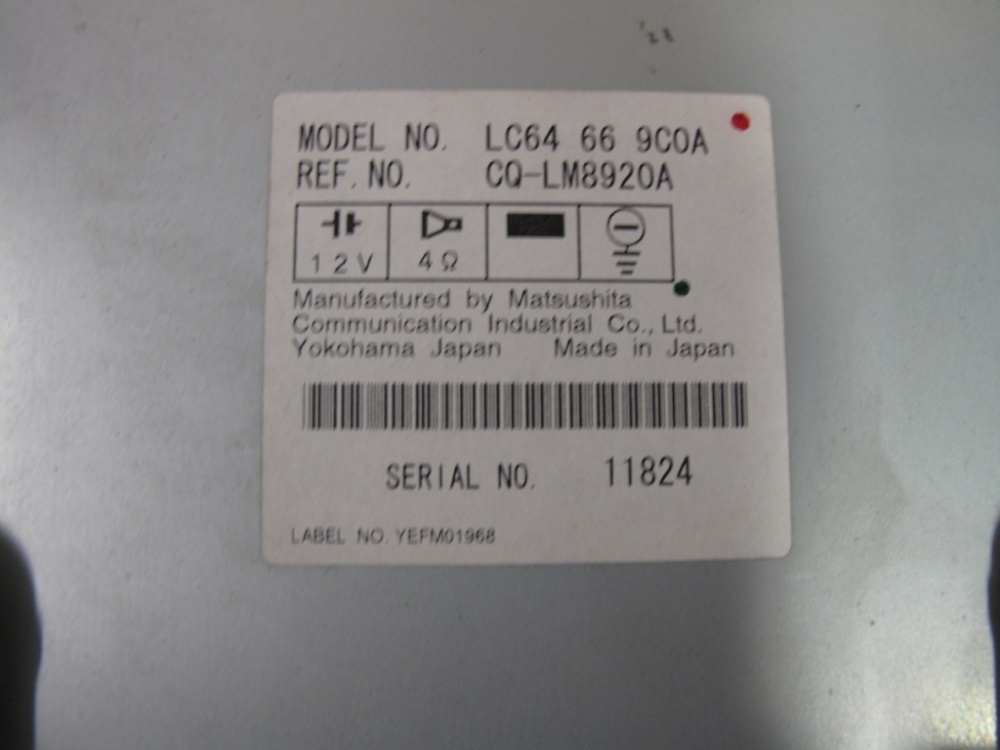 MODEL NO. LC64 66 9C0A
REF. NO. CQ-LM8920A
12V 4Ω
Manufactured by Matsushita
Communication Industrial Co., Ltd.
Yokohama Japan Made in Japan
SERIAL NO. 11824
LABEL NO. YEFM01968